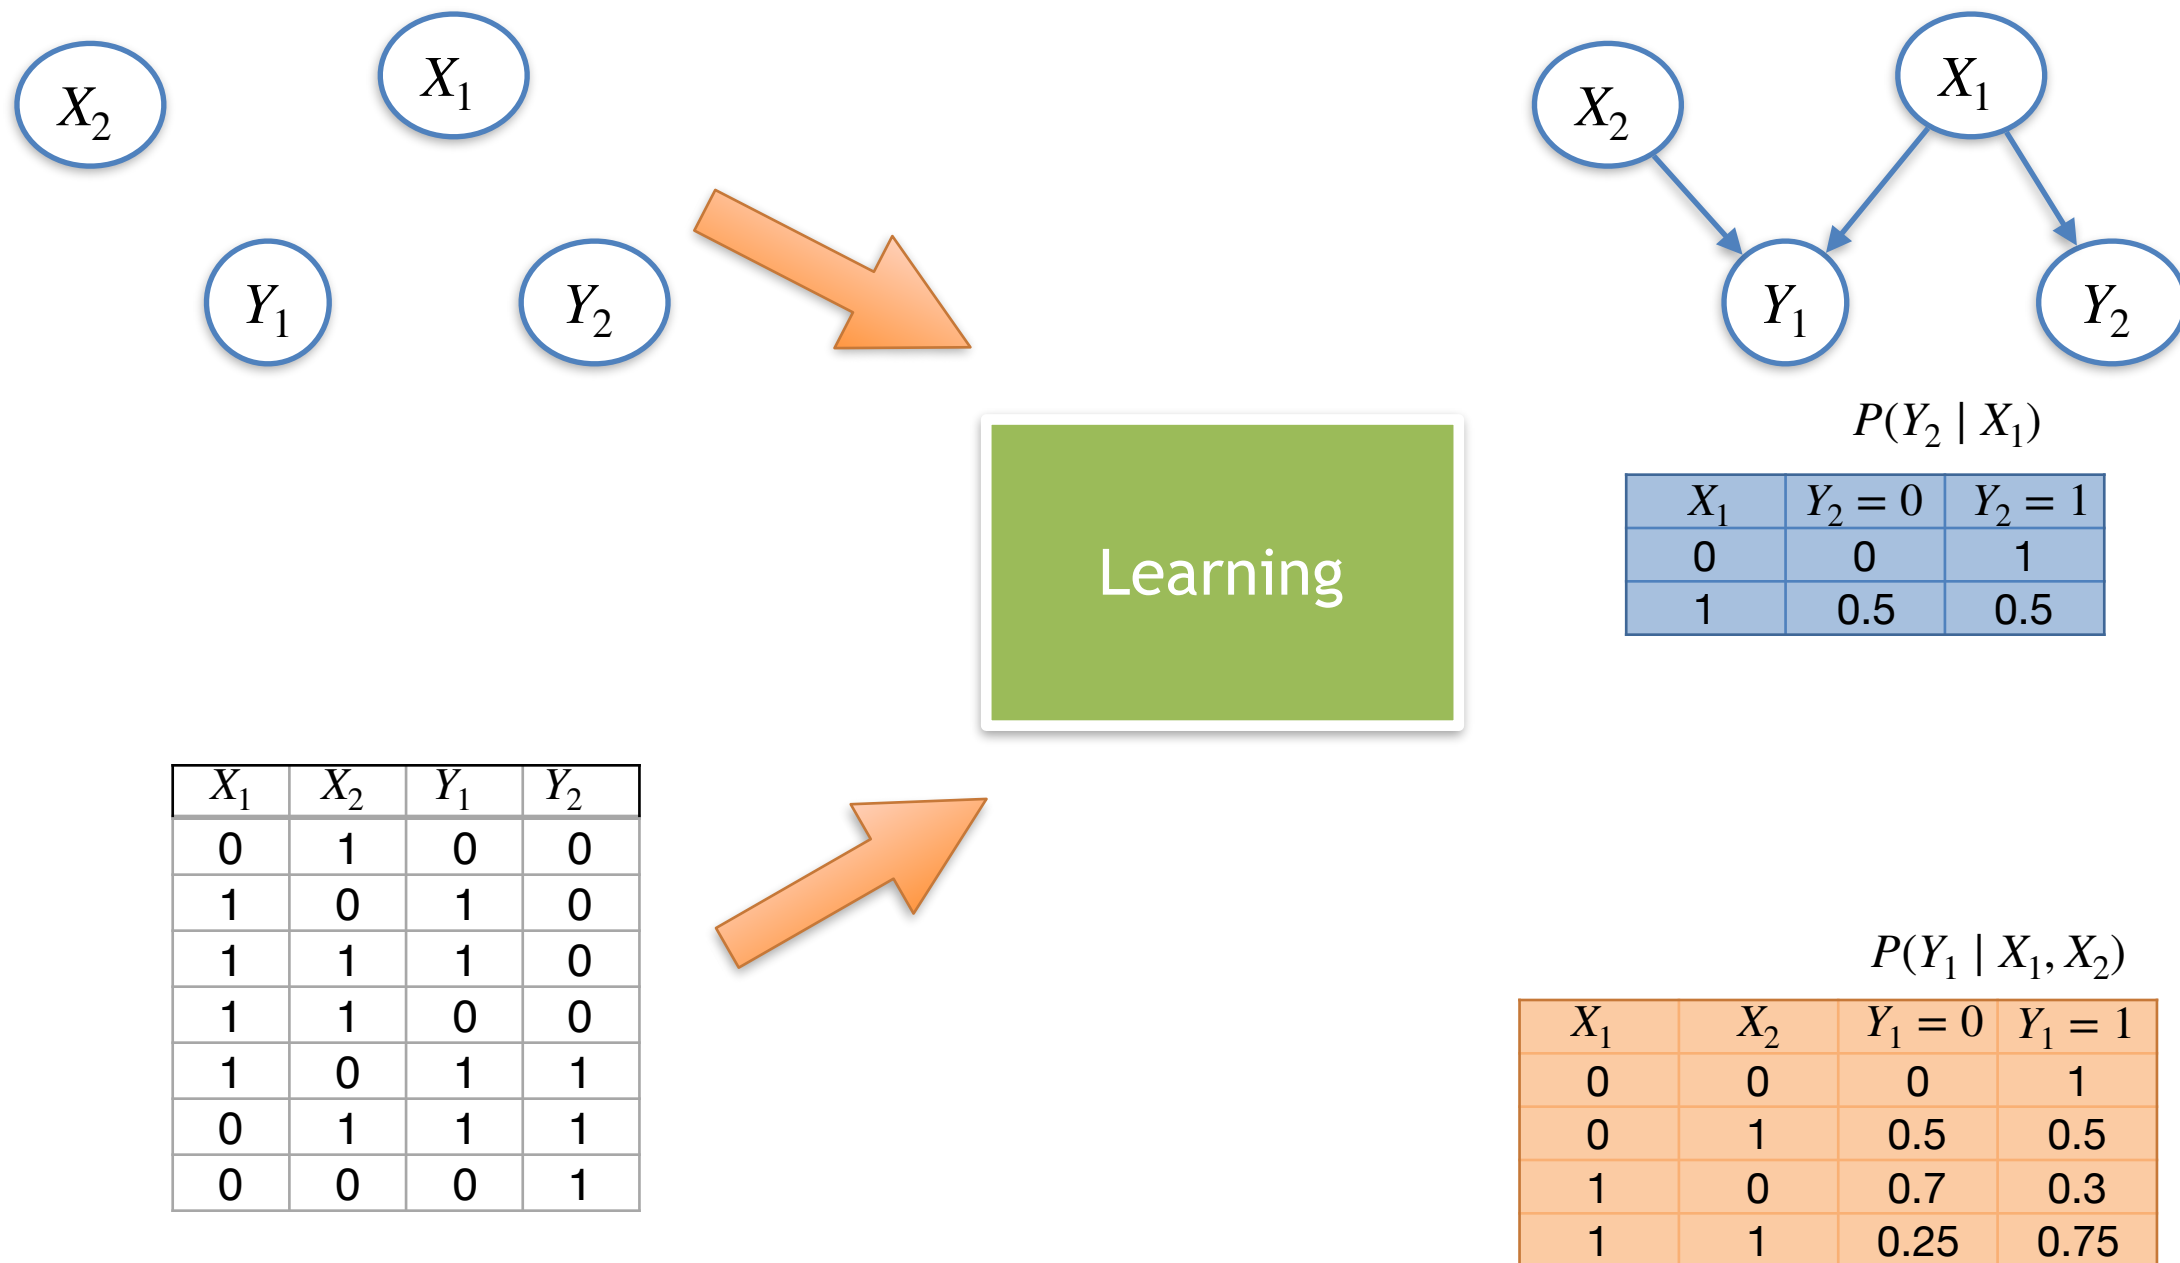 X₂
X₁
Y₁
Y₂
X₂
X₁
Y₁
Y₂
Learning
P(Y₂ | X₁)
X₁ Y₂ = 0 Y₂ = 1
0 0 1
1 0.5 0.5
X₁ X₂ Y₁ Y₂
0 1 0 0
1 0 1 0
1 1 1 0
1 1 0 0
1 0 1 1
0 1 1 1
0 0 0 1
P(Y₁ | X₁, X₂)
X₁ X₂ Y₁ = 0 Y₁ = 1
0 0 0 1
0 1 0.5 0.5
1 0 0.7 0.3
1 1 0.25 0.75